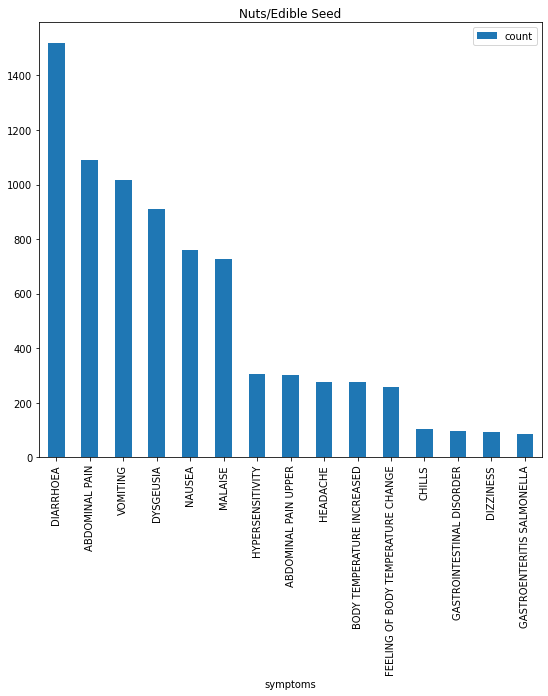 Nuts/Edible Seed
count
1400
1200
1000
800
600
400
200
0
DIARRHOEA
ABDOMINAL PAIN
VOMITING
DYSGEUSIA
NAUSEA
MALAISE
HYPERSENSITIVITY
ABDOMINAL PAIN UPPER
HEADACHE
BODY TEMPERATURE INCREASED
FEELING OF BODY TEMPERATURE CHANGE
CHILLS
GASTROINTESTINAL DISORDER
DIZZINESS
GASTROENTERITIS SALMONELLA
symptoms